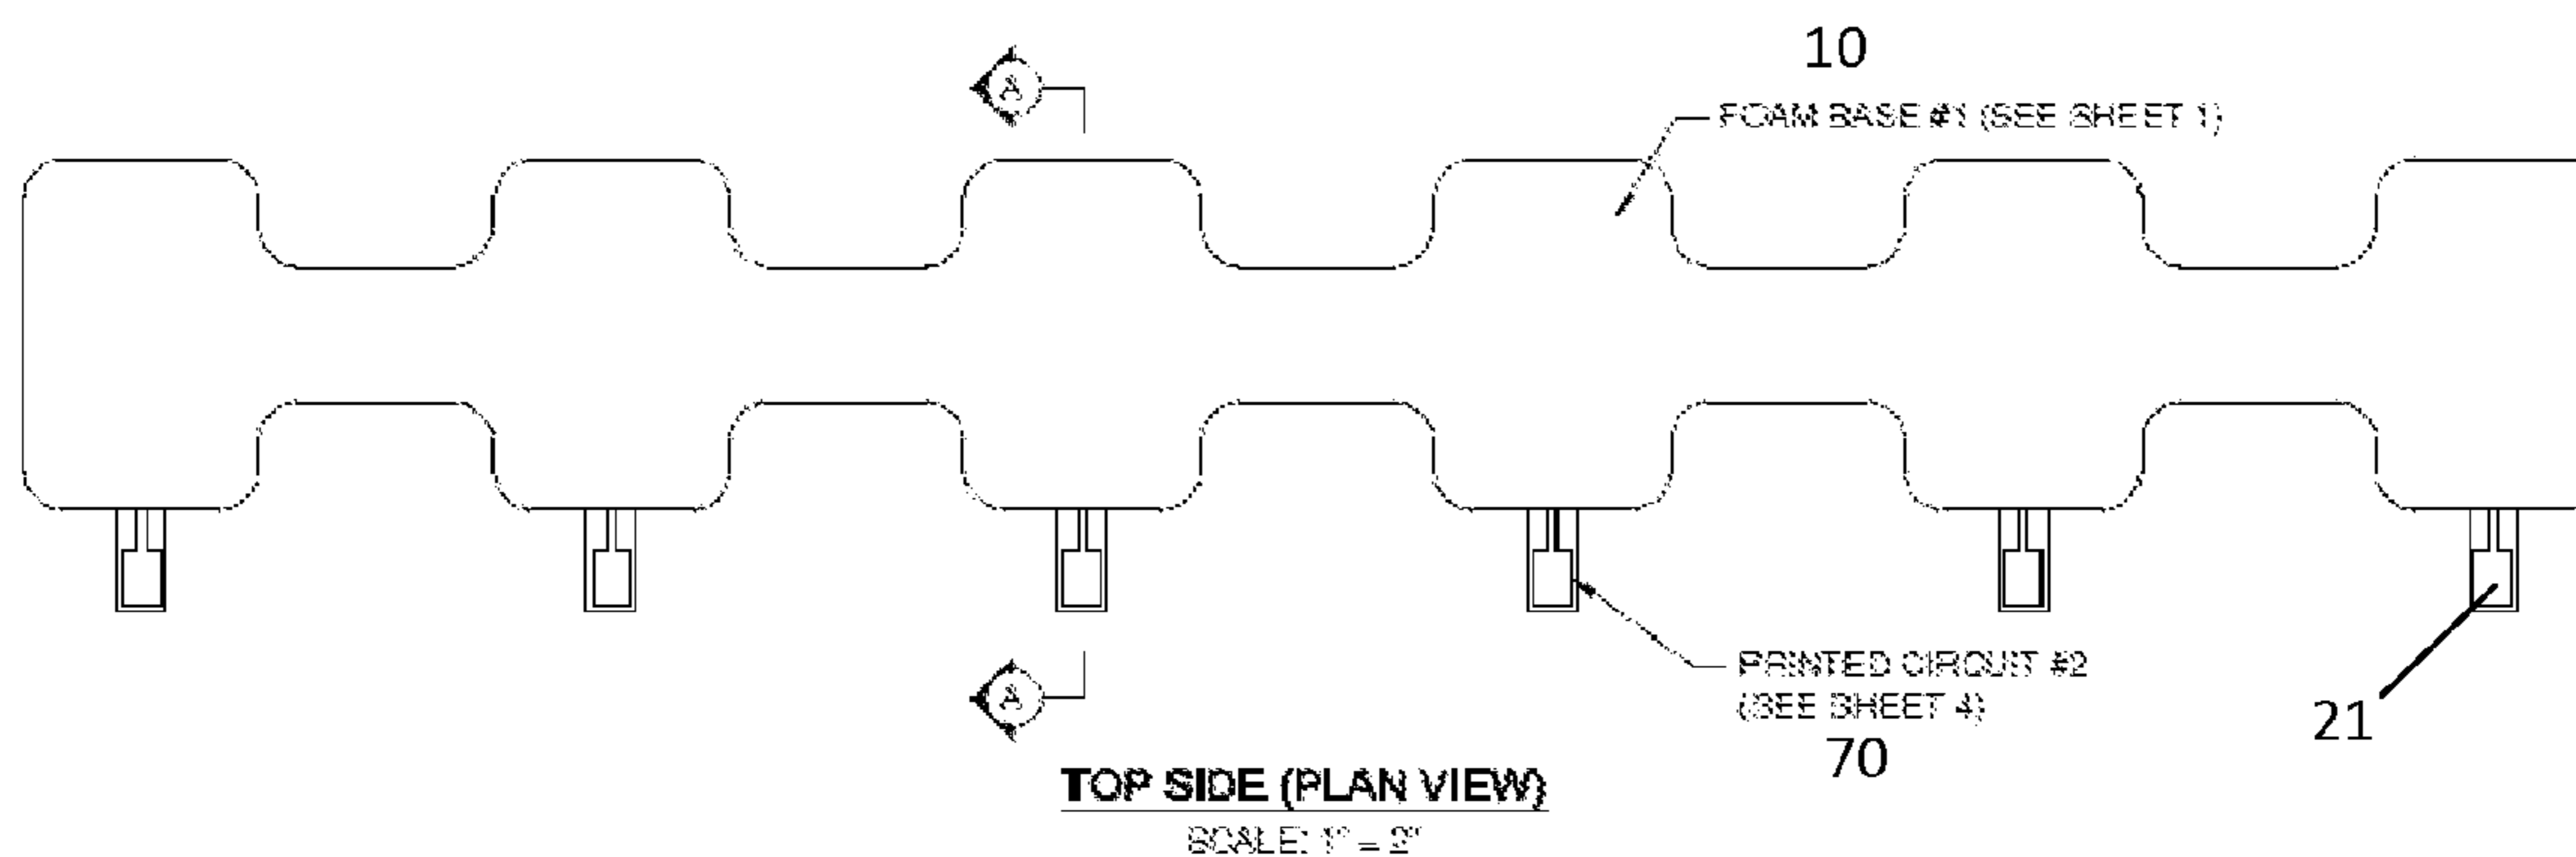 10
A
FOAM BASE #1 (SEE SHEET 1)
PRINTED CIRCUIT #2
(SEE SHEET 4)
21
A
70
TOP SIDE (PLAN VIEW)
SCALE: 1" = 2"